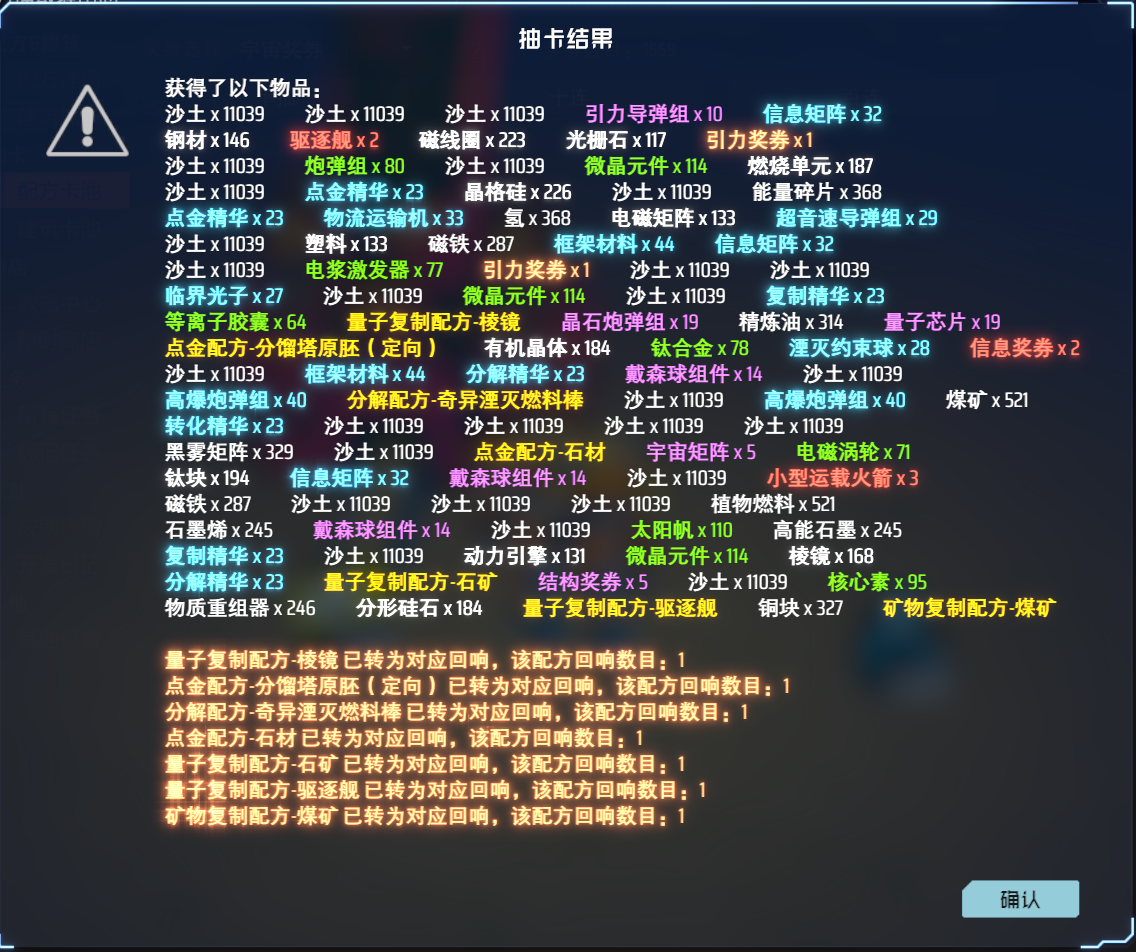 抽卡结果
获得了以下物品：
沙土 x 11039 沙土 x 11039 沙土 x 11039 引力导弹组 x 10 信息矩阵 x 32
钢材 x 146 驱逐舰 x 2 磁线圈 x 223 光栅石 x 117 引力奖券 x 1
沙土 x 11039 炮弹组 x 80 沙土 x 11039 微晶元件 x 114 燃烧单元 x 187
沙土 x 11039 点金精华 x 23 晶格硅 x 226 沙土 x 11039 能量碎片 x 368
点金精华 x 23 物流运输机 x 33 氢 x 368 电磁矩阵 x 133 超音速导弹组 x 29
沙土 x 11039 塑料 x 133 磁铁 x 287 框架材料 x 44 信息矩阵 x 32
沙土 x 11039 电浆激发器 x 77 引力奖券 x 1 沙土 x 11039 沙土 x 11039
临界光子 x 27 沙土 x 11039 微晶元件 x 114 沙土 x 11039 复制精华 x 23
等离子胶囊 x 64 量子复制配方-棱镜 晶石炮弹组 x 19 精炼油 x 314 量子芯片 x 19
点金配方-分馏塔原胚（定向） 有机晶体 x 184 钛合金 x 78 湮灭约束球 x 28 信息奖券 x 2
沙土 x 11039 框架材料 x 44 分解精华 x 23 戴森球组件 x 14 沙土 x 11039
高爆炮弹组 x 40 分解配方-奇异湮灭燃料棒 沙土 x 11039 高爆炮弹组 x 40 煤矿 x 521
转化精华 x 23 沙土 x 11039 沙土 x 11039 沙土 x 11039 沙土 x 11039
黑雾矩阵 x 329 沙土 x 11039 点金配方-石材 宇宙矩阵 x 5 电磁涡轮 x 71
钛块 x 194 信息矩阵 x 32 戴森球组件 x 14 沙土 x 11039 小型运载火箭 x 3
磁铁 x 287 沙土 x 11039 沙土 x 11039 沙土 x 11039 植物燃料 x 521
石墨烯 x 245 戴森球组件 x 14 沙土 x 11039 太阳帆 x 110 高能石墨 x 245
复制精华 x 23 沙土 x 11039 动力引擎 x 131 微晶元件 x 114 棱镜 x 168
分解精华 x 23 量子复制配方-石矿 结构奖券 x 5 沙土 x 11039 核心素 x 95
物质重组器 x 246 分形硅石 x 184 量子复制配方-驱逐舰 铜块 x 327 矿物复制配方-煤矿
量子复制配方-棱镜 已转为对应回响，该配方回响数目：1
点金配方-分馏塔原胚（定向） 已转为对应回响，该配方回响数目：1
分解配方-奇异湮灭燃料棒 已转为对应回响，该配方回响数目：1
点金配方-石材 已转为对应回响，该配方回响数目：1
量子复制配方-石矿 已转为对应回响，该配方回响数目：1
量子复制配方-驱逐舰 已转为对应回响，该配方回响数目：1
矿物复制配方-煤矿 已转为对应回响，该配方回响数目：1
确认